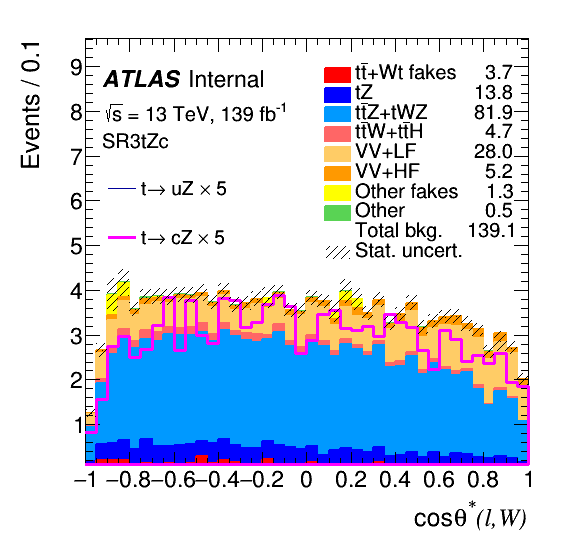 Events / 0.1
ATLAS Internal
√s = 13 TeV, 139 fb⁻¹
SR3tZc
t→ uZ × 5
t→ cZ × 5
tt̄+Wt fakes 3.7
tZ 13.8
tt̄Z+tWZ 81.9
tt̄W+tt̄H 4.7
VV+LF 28.0
VV+HF 5.2
Other fakes 1.3
Other 0.5
Total bkg. 139.1
Stat. uncert.
9
8
7
6
5
4
3
2
1
−1 −0.8 −0.6 −0.4 −0.2 0 0.2 0.4 0.6 0.8 1
cosθ*(l,W)